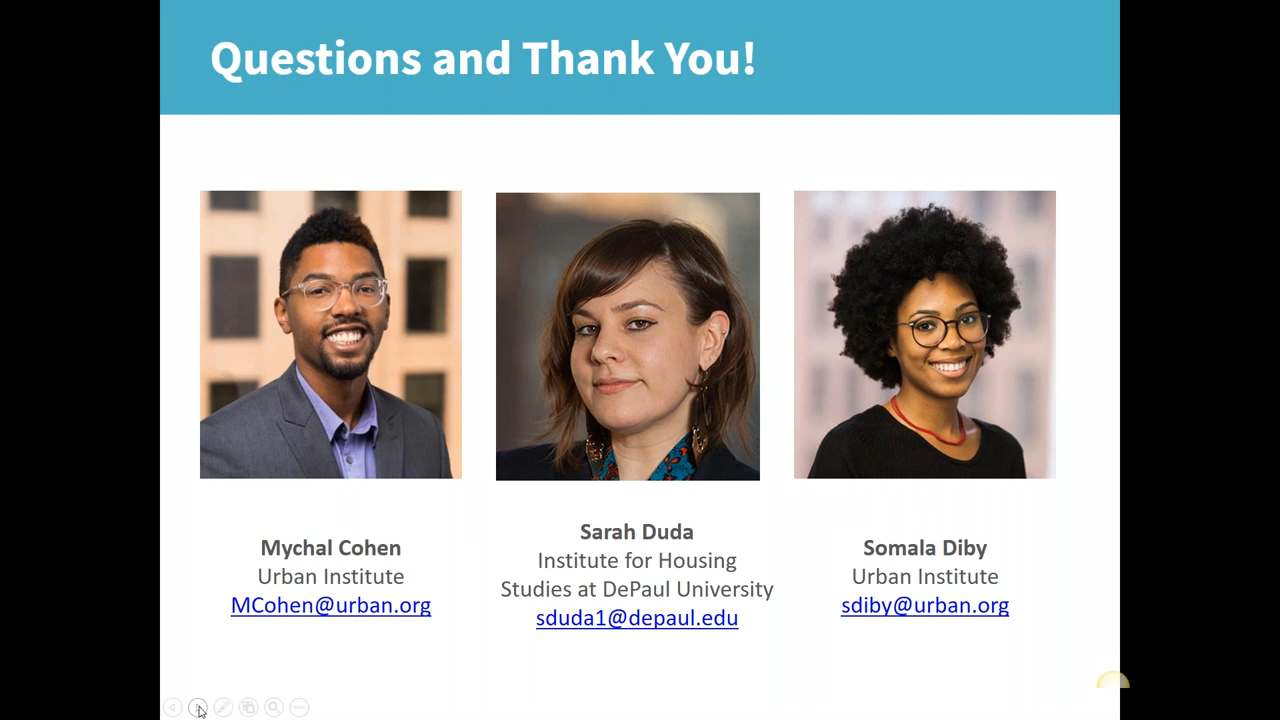 Questions and Thank You!
Mychal Cohen
Urban Institute
MCohen@urban.org
Sarah Duda
Institute for Housing
Studies at DePaul University
sduda1@depaul.edu
Somala Diby
Urban Institute
sdiby@urban.org